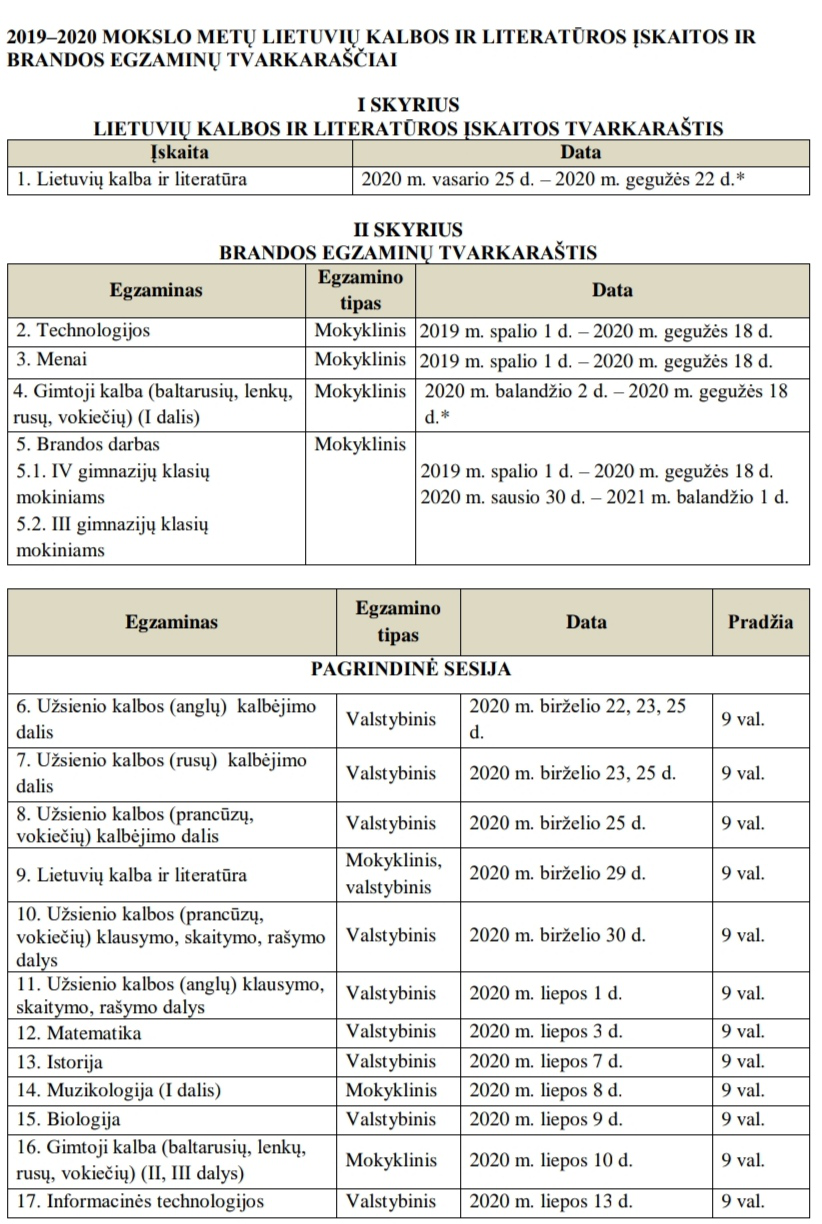 2019–2020 MOKSLO METŲ LIETUVIŲ KALBOS IR LITERATŪROS ĮSKAITOS IR
BRANDOS EGZAMINŲ TVARKARAŠČIAI
I SKYRIUS
LIETUVIŲ KALBOS IR LITERATŪROS ĮSKAITOS TVARKARAŠTIS
Įskaita Data
1. Lietuvių kalba ir literatūra 2020 m. vasario 25 d. – 2020 m. gegužės 22 d.*
II SKYRIUS
BRANDOS EGZAMINŲ TVARKARAŠTIS
Egzaminas Egzamino tipas Data
2. Technologijos Mokyklinis 2019 m. spalio 1 d. – 2020 m. gegužės 18 d.
3. Menai Mokyklinis 2019 m. spalio 1 d. – 2020 m. gegužės 18 d.
4. Gimtoji kalba (baltarusių, lenkų, Mokyklinis 2020 m. balandžio 2 d. – 2020 m. gegužės 18
rusų, vokiečių) (I dalis) d.*
5. Brandos darbas Mokyklinis
5.1. IV gimnazijų klasių 2019 m. spalio 1 d. – 2020 m. gegužės 18 d.
mokiniams 2020 m. sausio 30 d. – 2021 m. balandžio 1 d.
5.2. III gimnazijų klasių
mokiniams
Egzaminas Egzamino tipas Data Pradžia
PAGRINDINĖ SESIJA
6. Užsienio kalbos (anglų) kalbėjimo
dalis Valstybinis 2020 m. birželio 22, 23, 25
d. 9 val.
7. Užsienio kalbos (rusų) kalbėjimo
dalis Valstybinis 2020 m. birželio 23, 25 d. 9 val.
8. Užsienio kalbos (prancūzų,
vokiečių) kalbėjimo dalis Valstybinis 2020 m. birželio 25 d. 9 val.
9. Lietuvių kalba ir literatūra Mokyklinis,
valstybinis 2020 m. birželio 29 d. 9 val.
10. Užsienio kalbos (prancūzų,
vokiečių) klausymo, skaitymo, rašymo
dalys Valstybinis 2020 m. birželio 30 d. 9 val.
11. Užsienio kalbos (anglų) klausymo,
skaitymo, rašymo dalys Valstybinis 2020 m. liepos 1 d. 9 val.
12. Matematika Valstybinis 2020 m. liepos 3 d. 9 val.
13. Istorija Valstybinis 2020 m. liepos 7 d. 9 val.
14. Muzikologija (I dalis) Mokyklinis 2020 m. liepos 8 d. 9 val.
15. Biologija Valstybinis 2020 m. liepos 9 d. 9 val.
16. Gimtoji kalba (baltarusių, lenkų,
rusų, vokiečių) (II, III dalys) Mokyklinis 2020 m. liepos 10 d. 9 val.
17. Informacinės technologijos Valstybinis 2020 m. liepos 13 d. 9 val.